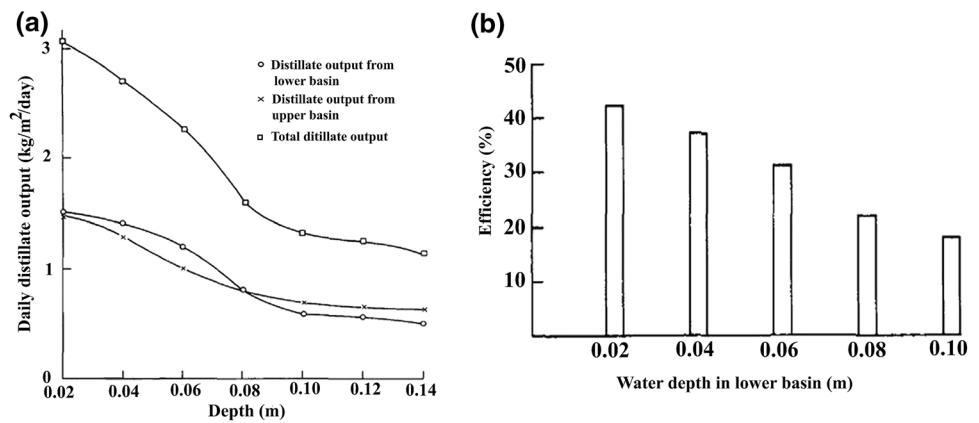 (a)
3
2
1
0
Daily distillate output (kg/m²/day)
Distillate output from
lower basin
Distillate output from
upper basin
Total ditillate output
0.02 0.04 0.06 0.08 0.10 0.12 0.14
Depth (m)
(b)
50
40
30
20
10
Efficiency (%)
0.02 0.04 0.06 0.08 0.10
Water depth in lower basin (m)